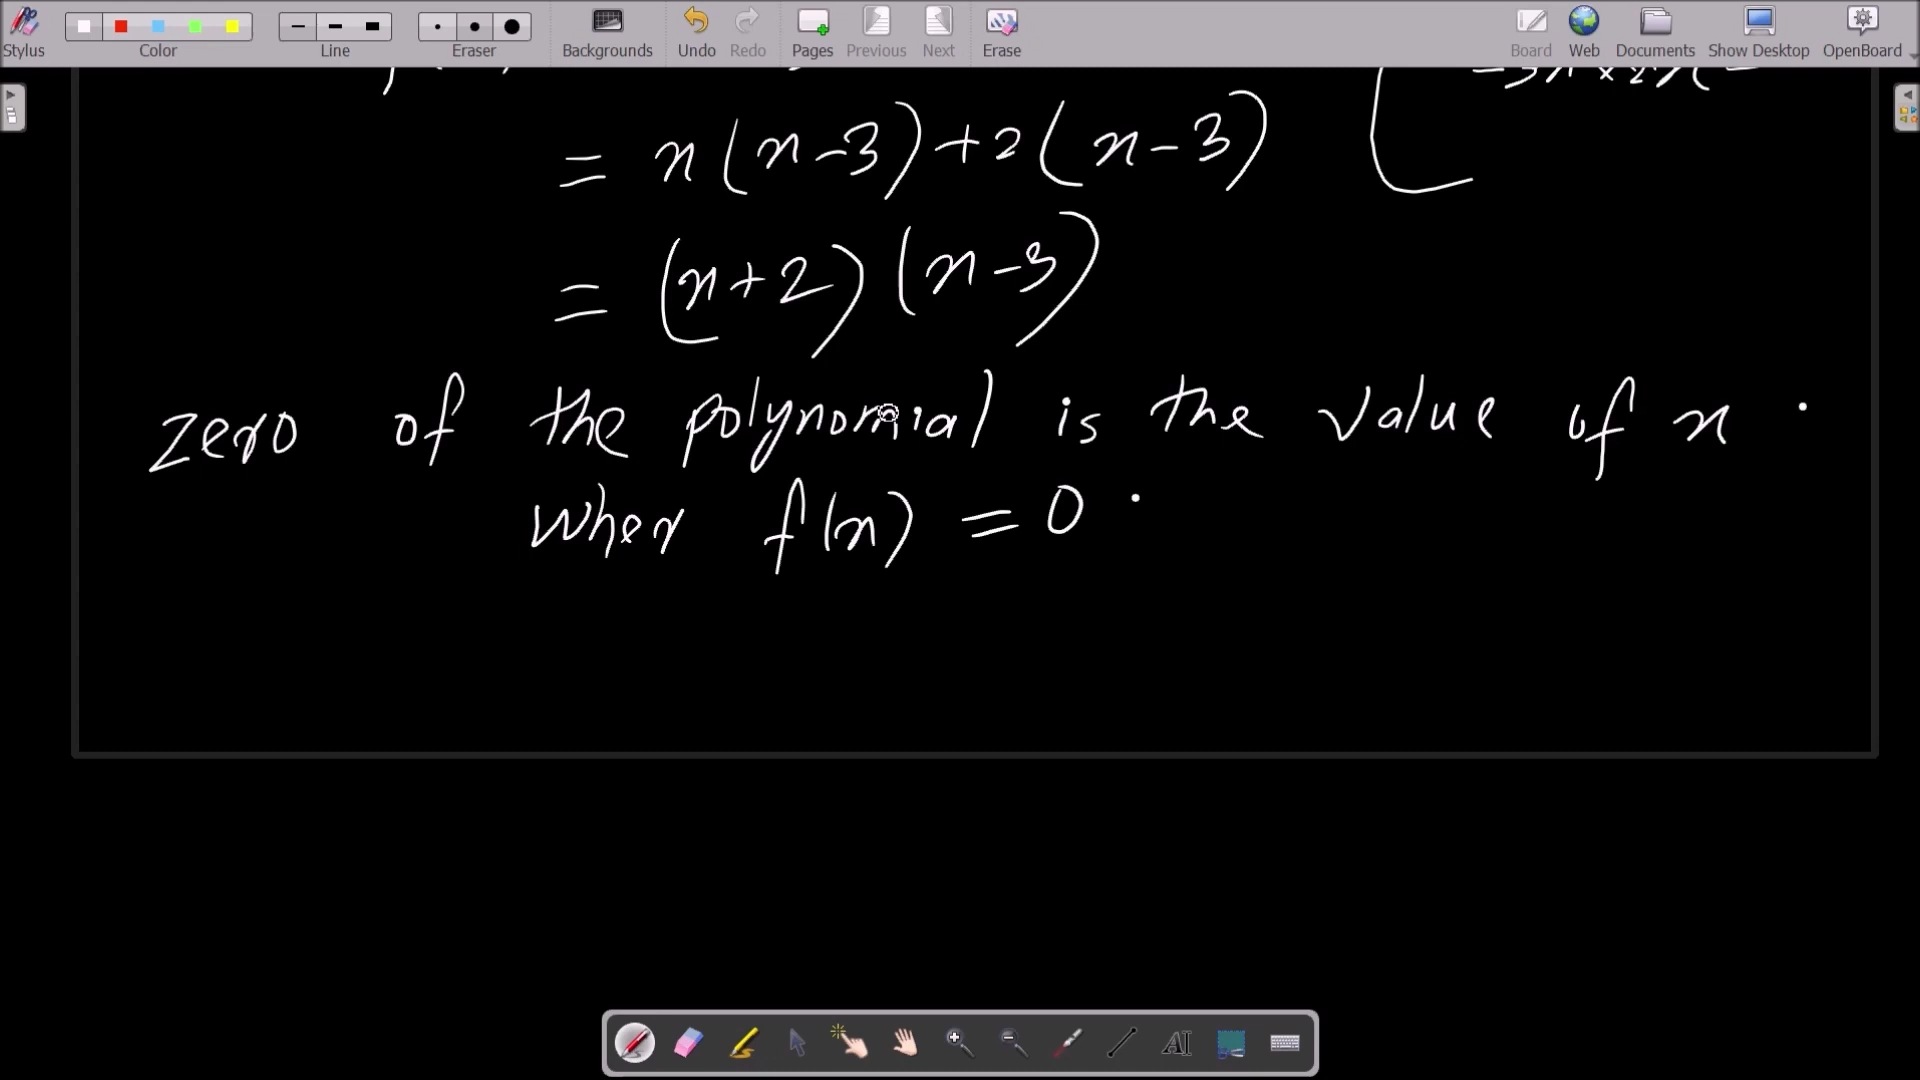 Stylus Color Line Eraser Backgrounds Undo Redo Pages Previous Next Erase Board Web Documents Show Desktop OpenBoard
= x(x-3)+2(x-3)
= (x+2)(x-3)
zero of the polynomial is the value of x .
when f(x) = 0 .